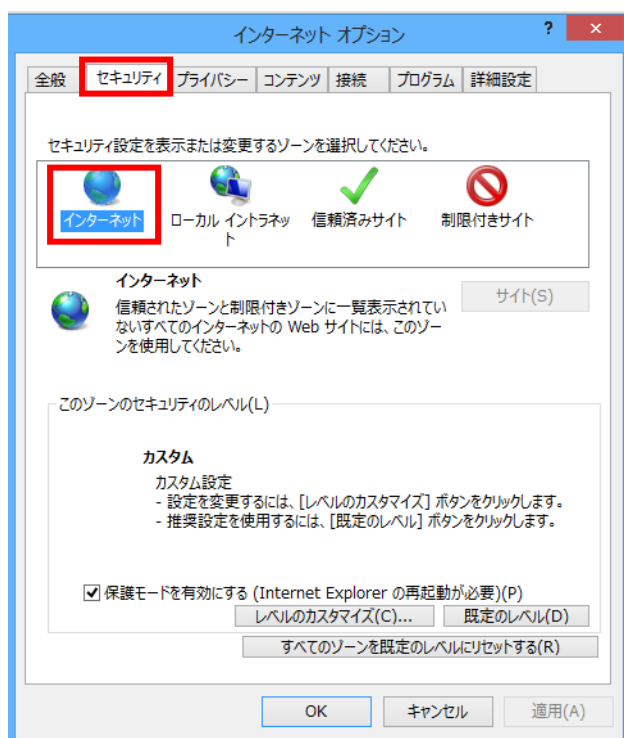 インターネット オプション
?
×
全般 セキュリティ プライバシー コンテンツ 接続 プログラム 詳細設定
セキュリティ設定を表示または変更するゾーンを選択してください。
インターネット
ローカル イントラネッ
ト
信頼済みサイト
制限付きサイト
インターネット
サイト(S)
信頼されたゾーンと制限付きゾーンに一覧表示されてい
ないすべてのインターネットの Web サイトには、このゾー
ンを使用してください。
このゾーンのセキュリティのレベル(L)
カスタム
カスタム設定
- 設定を変更するには、[レベルのカスタマイズ] ボタンをクリックします。
- 推奨設定を使用するには、[既定のレベル] ボタンをクリックします。
保護モードを有効にする (Internet Explorer の再起動が必要)(P)
レベルのカスタマイズ(C)... 既定のレベル(D)
すべてのゾーンを既定のレベルにリセットする(R)
OK キャンセル 適用(A)